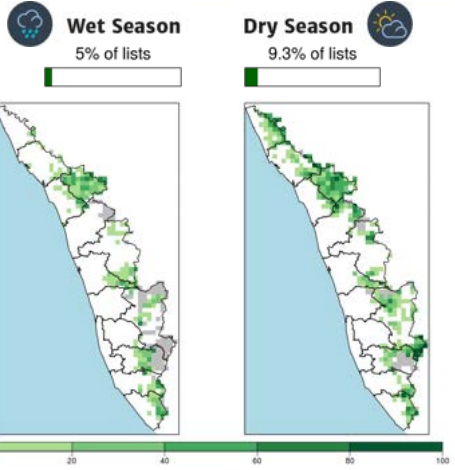 Wet Season
5% of lists
Dry Season
9.3% of lists
20 40 60 80 100